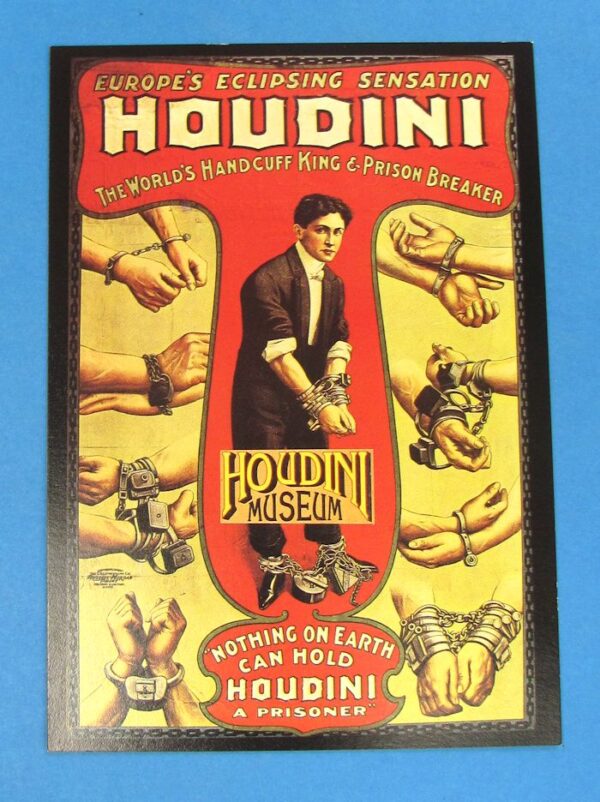 EUROPE'S ECLIPSING SENSATION
HOUDINI
THE WORLD'S HANDCUFF KING & PRISON BREAKER
HOUDINI
MUSEUM
"NOTHING ON EARTH
CAN HOLD
HOUDINI
A PRISONER"